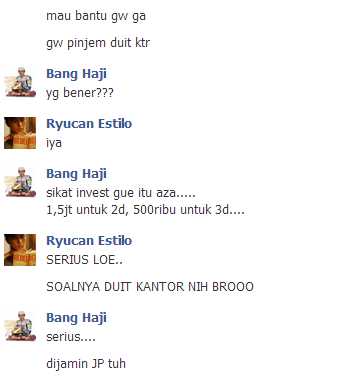 mau bantu gw ga
gw pinjem duit ktr
Bang Haji
yg bener???
Ryucan Estilo
iya
Bang Haji
sikat invest gue itu aza.....
1,5jt untuk 2d, 500ribu untuk 3d....
Ryucan Estilo
SERIUS LOE..
SOALNYA DUIT KANTOR NIH BROOO
Bang Haji
serius....
dijamin JP tuh